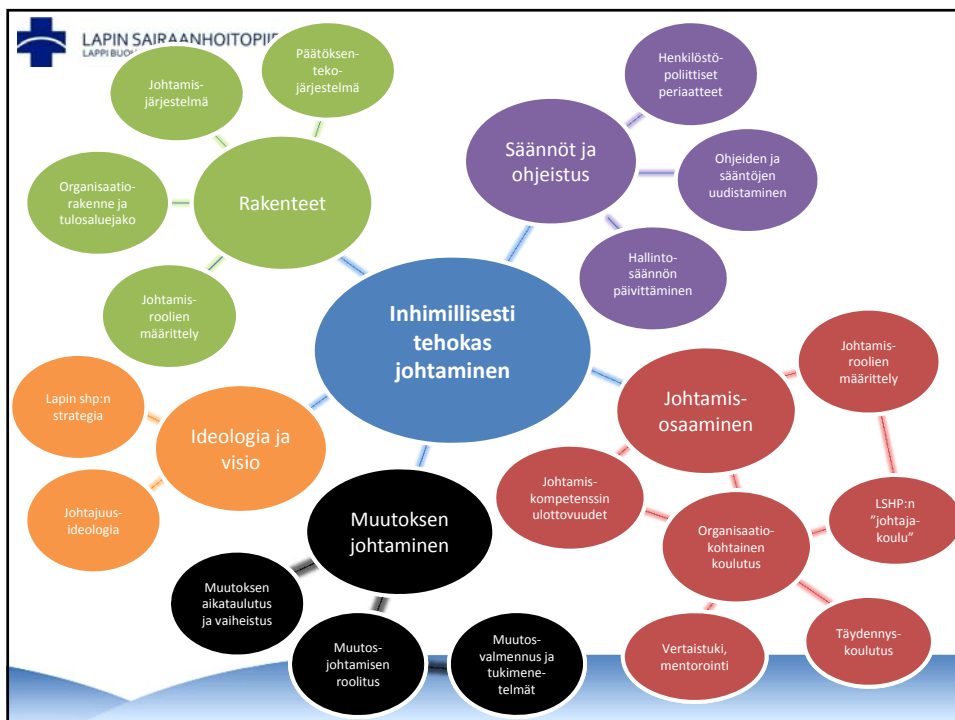 LAPIN SAIRAANHOITOPIIR
LAPPI BUOH
Päätöksen-
teko-
järjestelmä
Johtamis-
järjestelmä
Organisaatio-
rakenne ja
tulosaluejako
Rakenteet
Johtamis-
roolien
määrittely
Henkilöstö-
poliittiset
periaatteet
Säännöt ja
ohjeistus
Ohjeiden ja
sääntöjen
uudistaminen
Hallinto-
säännön
päivittäminen
Inhimillisesti
tehokas
johtaminen
Johtamis-
roolien
määrittely
Johtamis-
osaaminen
Johtamis-
kompetenssin
ulottovuudet
Organisaatio-
kohtainen
koulutus
LSHP:n
”johtaja-
koulu”
Täydennys-
koulutus
Vertaistuki,
mentorointi
Lapin shp:n
strategia
Ideologia ja
visio
Johtajuus-
ideologia
Muutoksen
johtaminen
Muutoksen
aikataulutus
ja vaiheistus
Muutos-
johtamisen
roolitus
Muutos-
valmennus ja
tukimene-
telmät